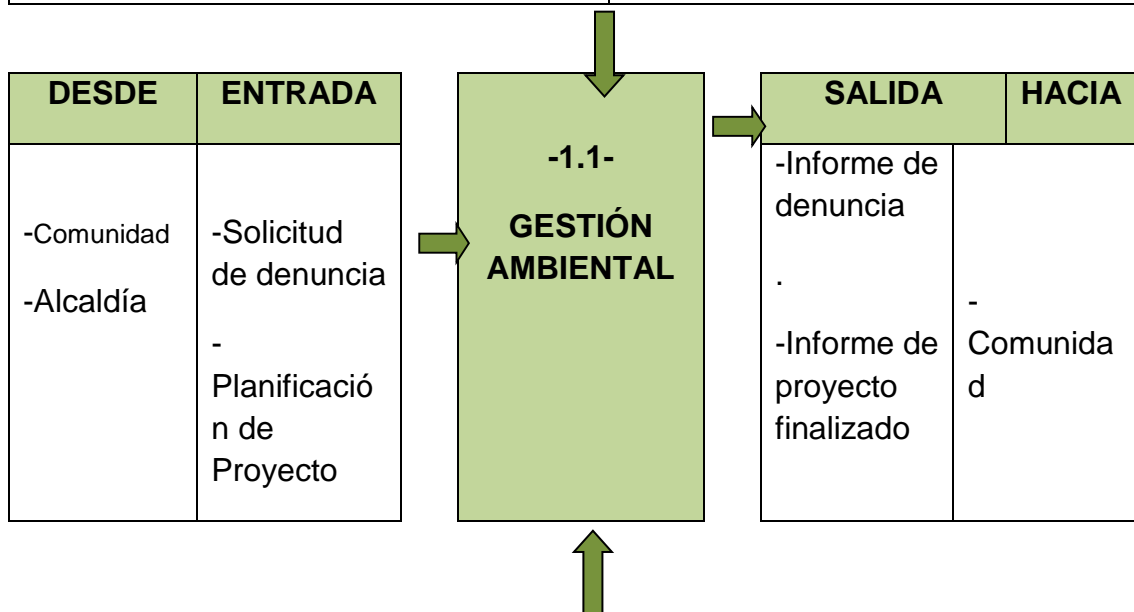 DESDE
ENTRADA
-Comunidad
-Alcaldía
-Solicitud
de denuncia
-
Planificació
n de
Proyecto
-1.1-
GESTIÓN
AMBIENTAL
SALIDA
HACIA
-Informe de
denuncia
.
-Informe de
proyecto
finalizado
-
Comunida
d